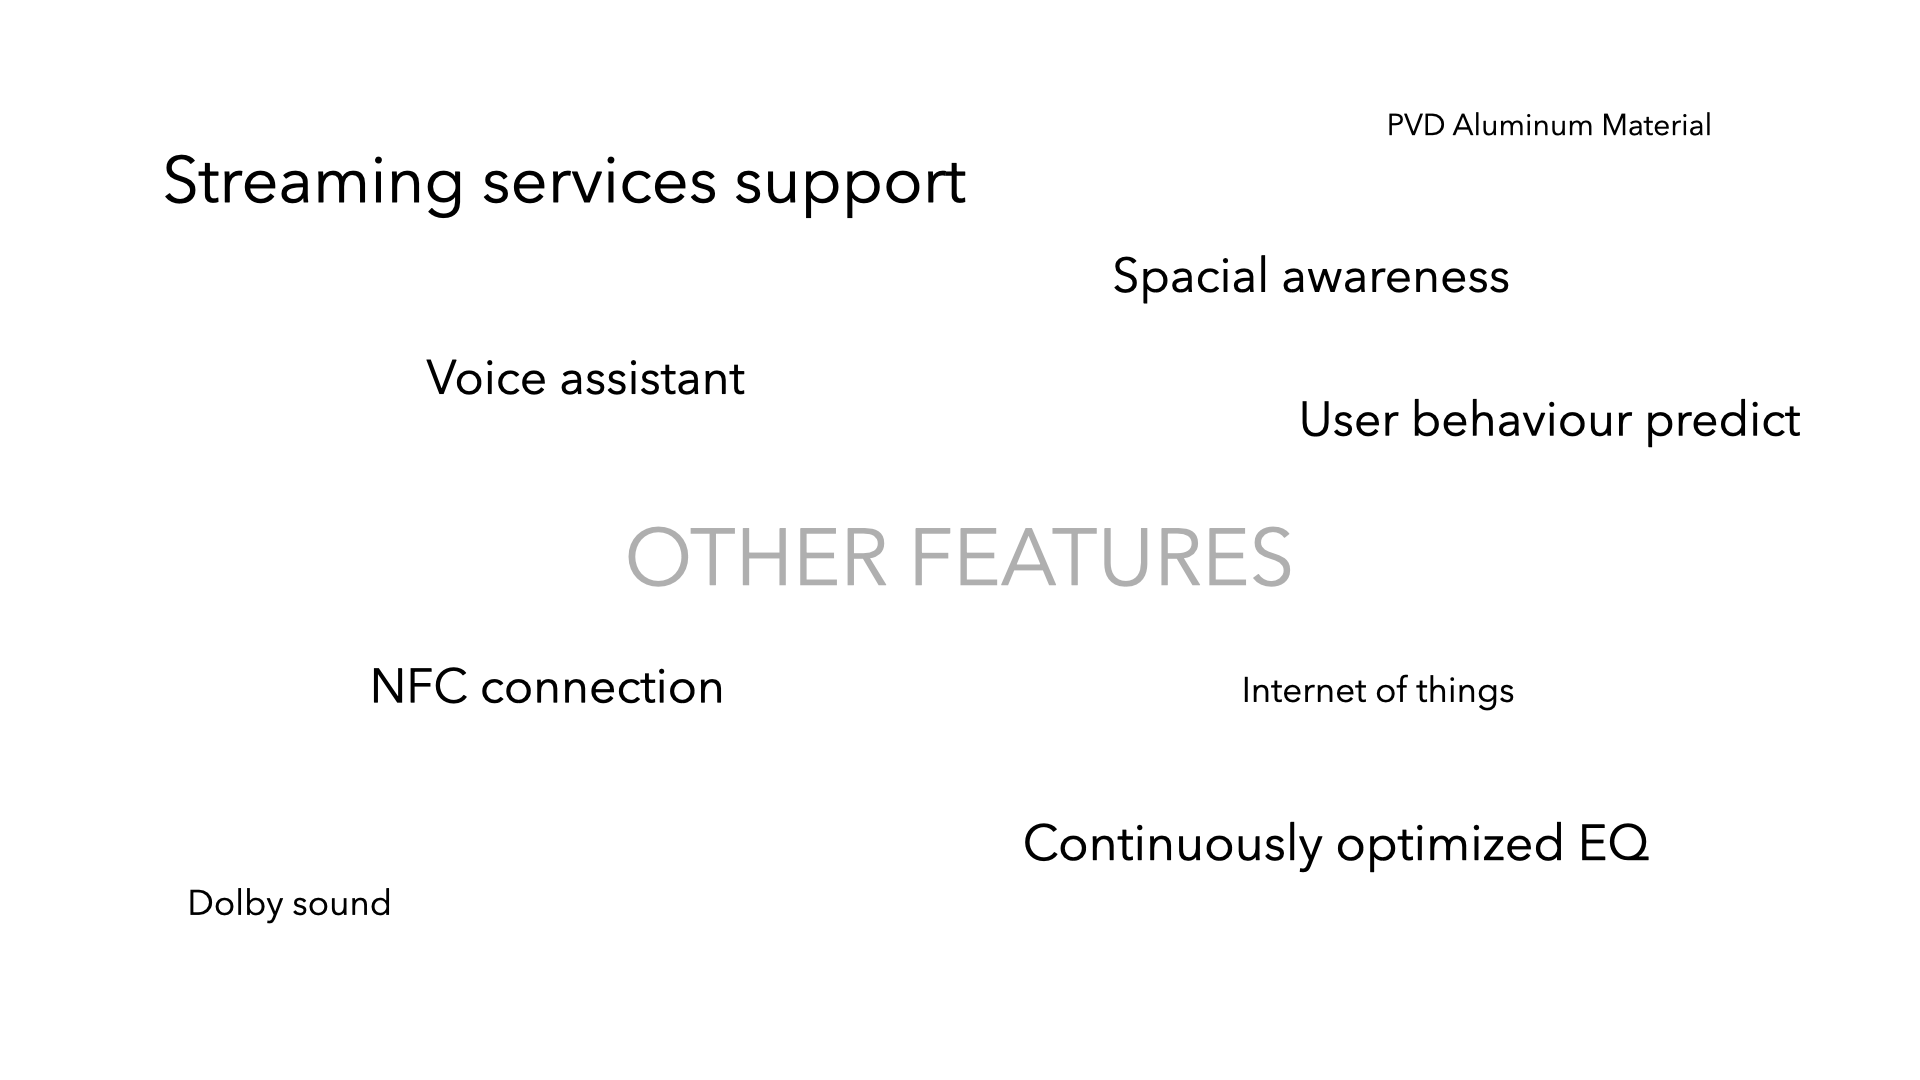 PVD Aluminum Material
Streaming services support
Spacial awareness
Voice assistant
User behaviour predict
OTHER FEATURES
NFC connection
Internet of things
Continuously optimized EQ
Dolby sound